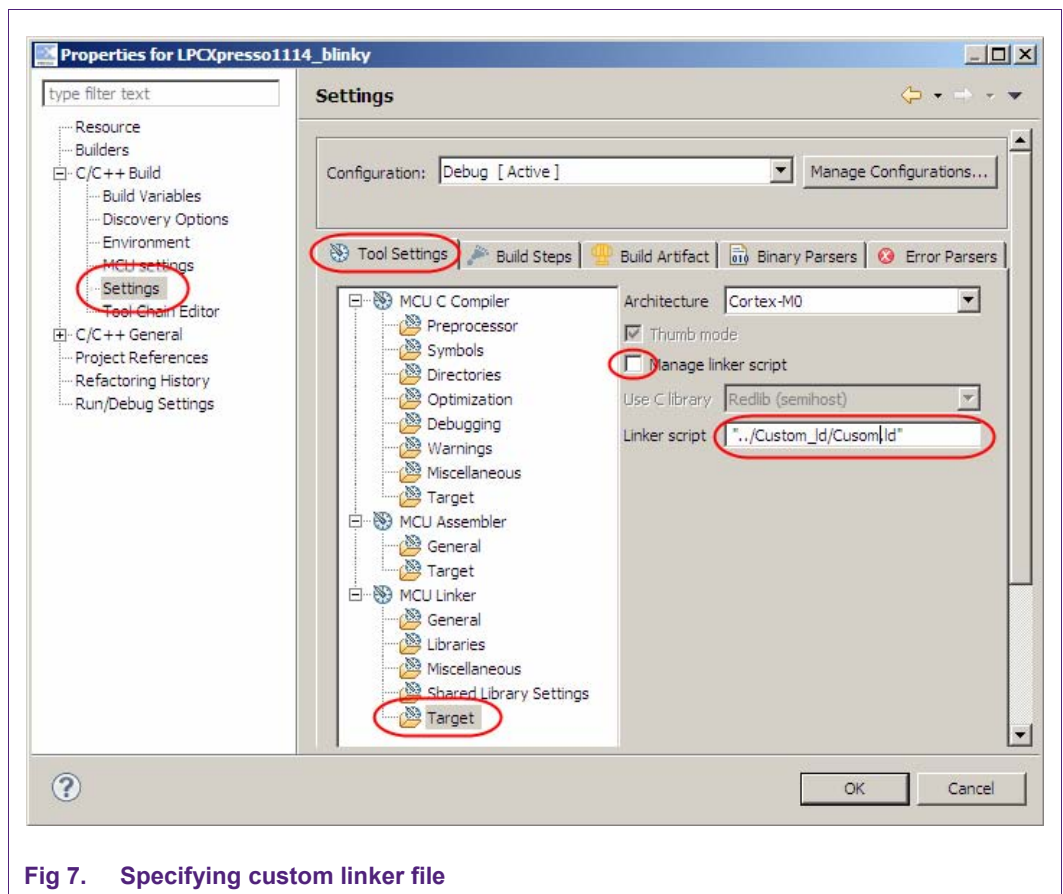 Properties for LPCXpresso1114_blinky
type filter text
Resource
Builders
C/C++ Build
Build Variables
Discovery Options
Environment
MCU settings
Settings
Tool Chain Editor
C/C++ General
Project References
Refactoring History
Run/Debug Settings
Settings
Configuration: Debug [ Active ] Manage Configurations...
Tool Settings Build Steps Build Artifact Binary Parsers Error Parsers
MCU C Compiler
Preprocessor
Symbols
Directories
Optimization
Debugging
Warnings
Miscellaneous
Target
MCU Assembler
General
Target
MCU Linker
General
Libraries
Miscellaneous
Shared Library Settings
Target
Architecture Cortex-M0
Thumb mode
Manage linker script
Use C library Redlib (semihost)
Linker script "../Custom_ld/Cusom.ld"
OK Cancel
Fig 7. Specifying custom linker file